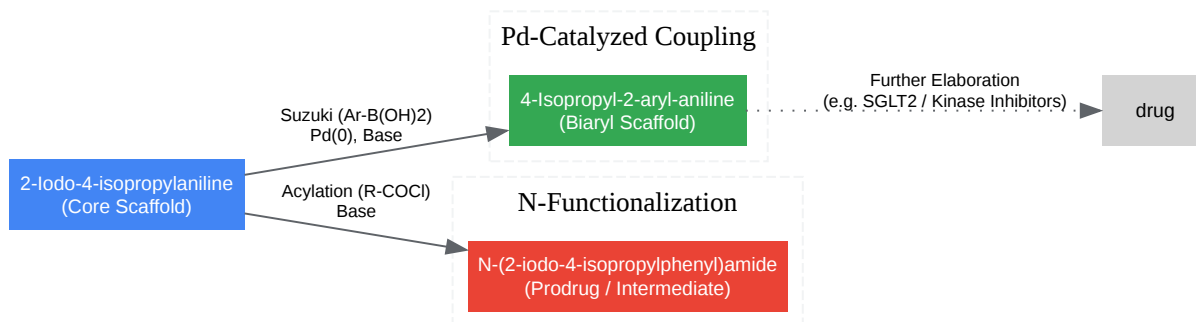 Pd-Catalyzed Coupling
Suzuki (Ar-B(OH)2)
Pd(0), Base
4-Isopropyl-2-aryl-aniline
(Biaryl Scaffold)
Further Elaboration
(e.g. SGLT2 / Kinase Inhibitors)
drug
2-Iodo-4-isopropylaniline
(Core Scaffold)
Acylation (R-COCl)
Base
N-Functionalization
N-(2-iodo-4-isopropylphenyl)amide
(Prodrug / Intermediate)